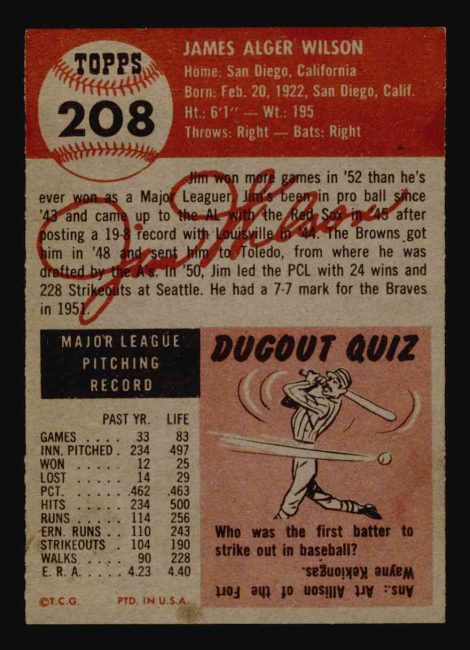 TOPPS
208
JAMES ALGER WILSON
Home: San Diego, California
Born: Feb. 20, 1922, San Diego, Calif.
Ht.: 6'1" — Wt.: 195
Throws: Right — Bats: Right
Jim won more games in '52 than he's
ever won as a Major Leaguer. Jim's been in pro ball since
'43 and came up to the AL with the Red Sox in '45 after
posting a 19-8 record with Louisville in '44. The Browns got
him in '48 and sent him to Toledo, from where he was
drafted by the A's. in '50, Jim led the PCL with 24 wins and
228 Strikeouts at Seattle. He had a 7-7 mark for the Braves
in 1951.
Jim Wilson
MAJOR LEAGUE
PITCHING
RECORD
PAST YR. LIFE
GAMES . . . . 33 83
INN. PITCHED . 234 497
WON . . . . 12 25
LOST . . . . 14 29
PCT. . . . . .462 .463
HITS . . . . 234 500
RUNS . . . . 114 256
ERN. RUNS . . 110 243
STRIKEOUTS . . 104 190
WALKS . . . . 90 228
E. R. A. . . . . 4.23 4.40
©T.C.G. PTD. IN U.S.A.
DUGOUT QUIZ
Who was the first batter to
strike out in baseball?
Ans.: Art Allison of the Fort
Wayne Kekiongas.